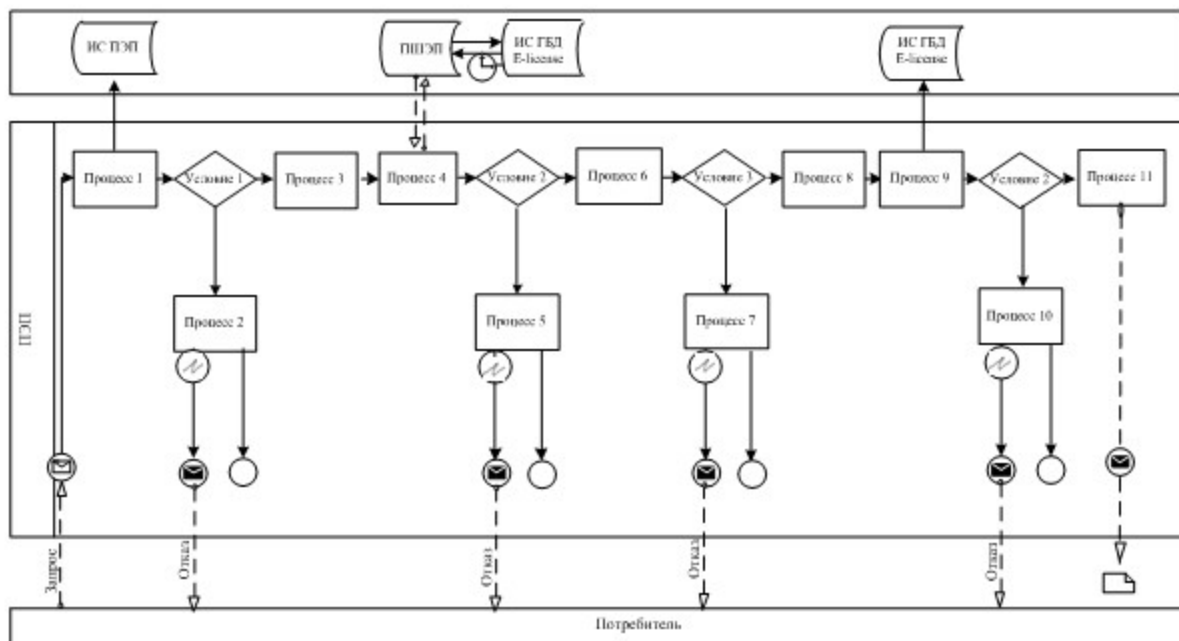 ИС ПЭП
ПШЭП
ИС ГБД
E-license
ИС ГБД
E-license
Процесс 1
Условие 1
Процесс 3
Процесс 4
Условие 2
Процесс 6
Условие 3
Процесс 8
Процесс 9
Условие 2
Процесс 11
Процесс 2
Процесс 5
Процесс 7
Процесс 10
Запрос
Отказ
Отказ
Отказ
Отказ
Потребитель